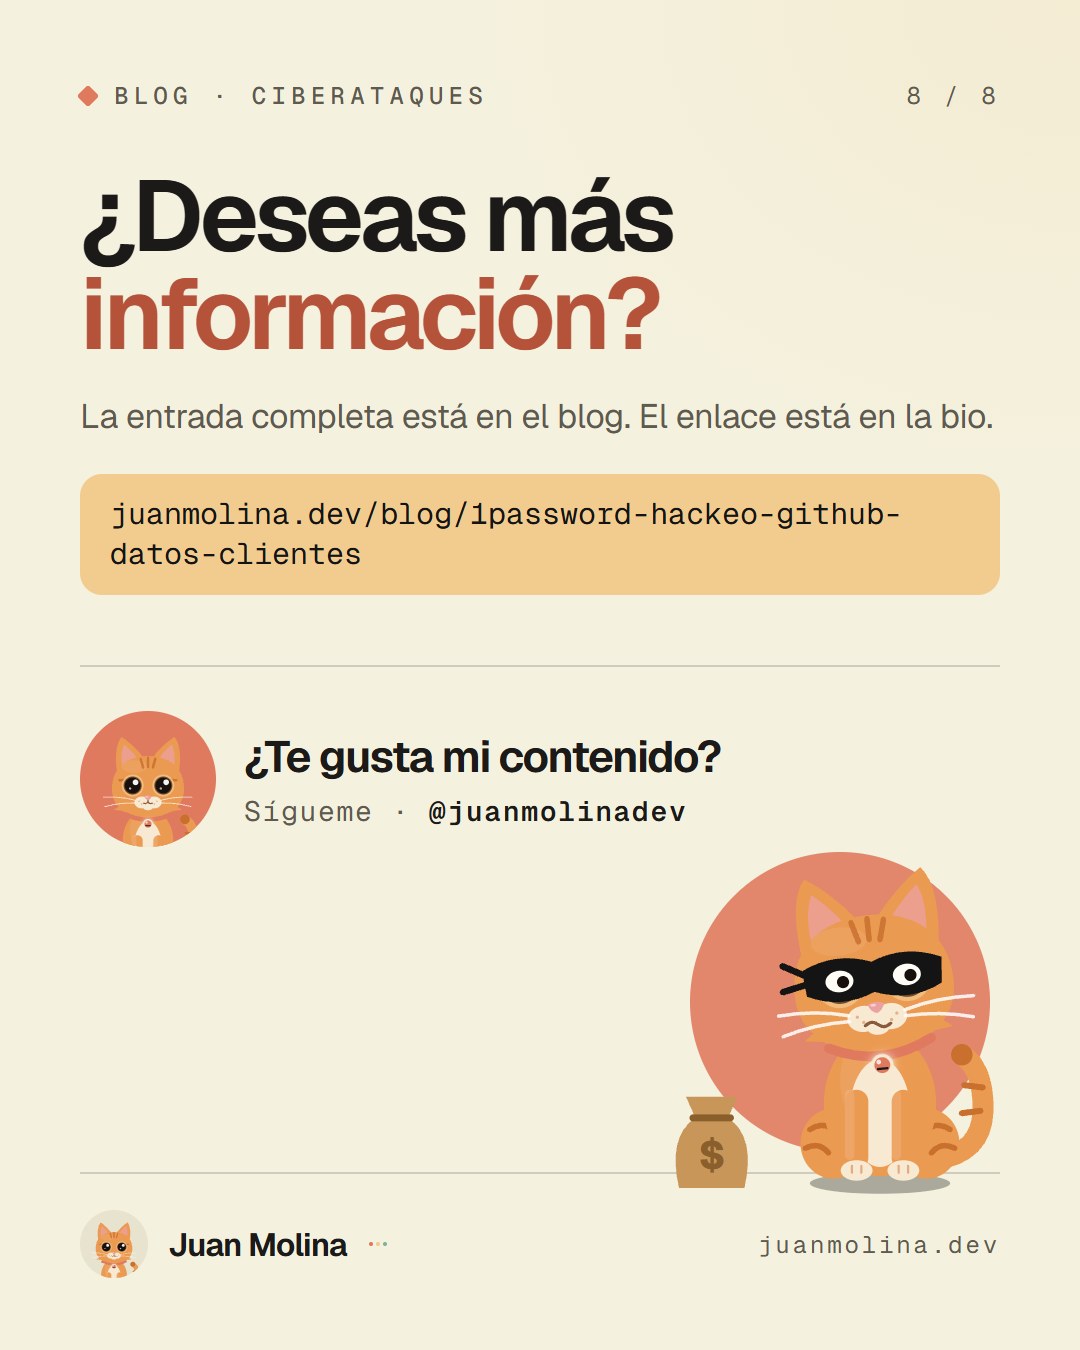 BLOG · CIBERATAQUES
8 / 8
¿Deseas más
información?
La entrada completa está en el blog. El enlace está en la bio.
juanmolina.dev/blog/1password-hackeo-github-
datos-clientes
¿Te gusta mi contenido?
Sígueme · @juanmolinadev
$
Juan Molina
juanmolina.dev